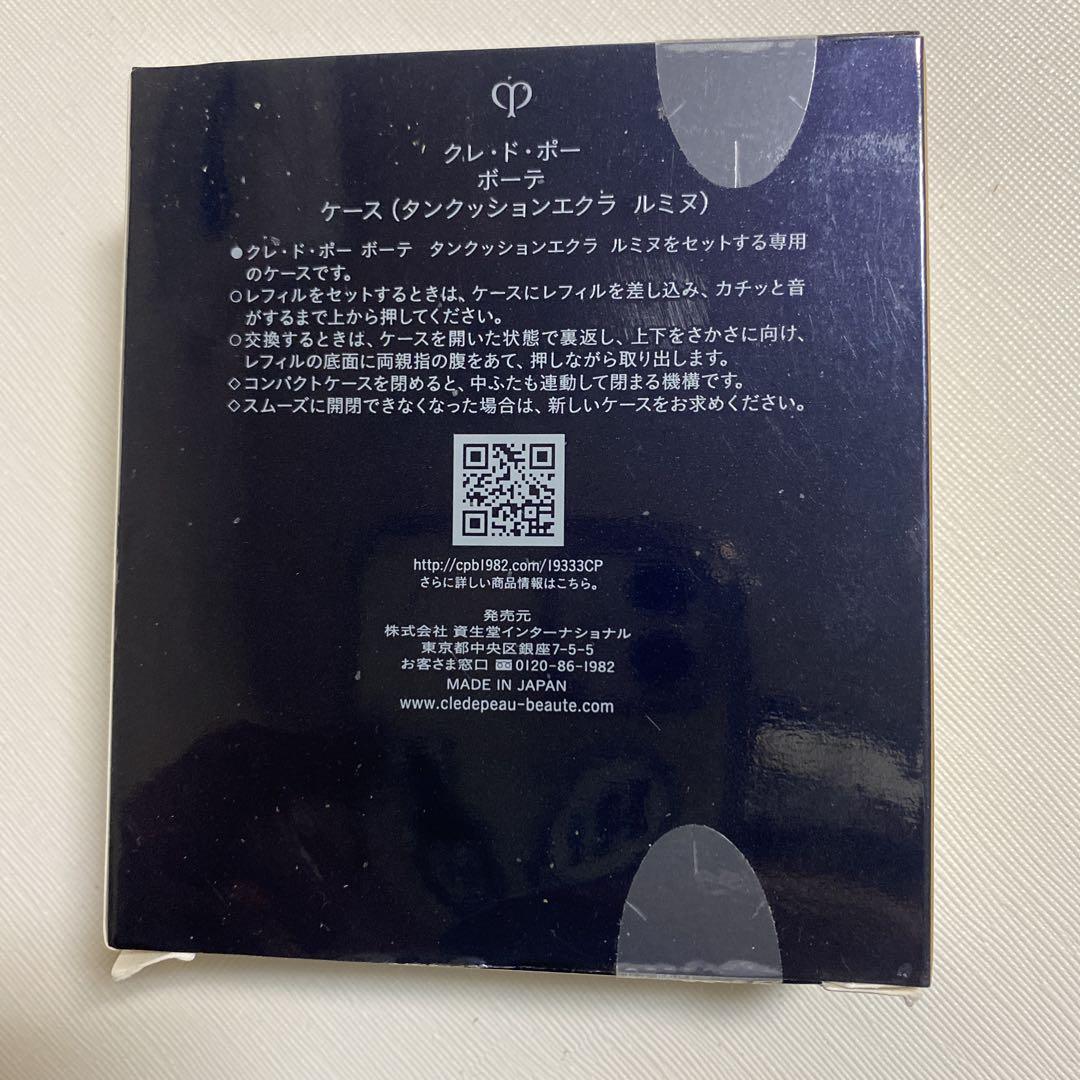 クレ・ド・ポー
ボーテ
ケース（タンクッションエクラ ルミヌ）
●クレ・ド・ポー ボーテ タンクッションエクラ ルミヌをセットする専用
のケースです。
○レフィルをセットするときは、ケースにレフィルを差し込み、カチッと音
がするまで上から押してください。
○交換するときは、ケースを開いた状態で裏返し、上下をさかさに向け、
レフィルの底面に両親指の腹をあて、押しながら取り出します。
◇コンパクトケースを閉めると、中ふたも連動して閉まる機構です。
◇スムーズに開閉できなくなった場合は、新しいケースをお求めください。
http://cpb1982.com/19333CP
さらに詳しい商品情報はこちら。
発売元
株式会社 資生堂インターナショナル
東京都中央区銀座7-5-5
お客さま窓口 0120-86-1982
MADE IN JAPAN
www.cledepeau-beaute.com